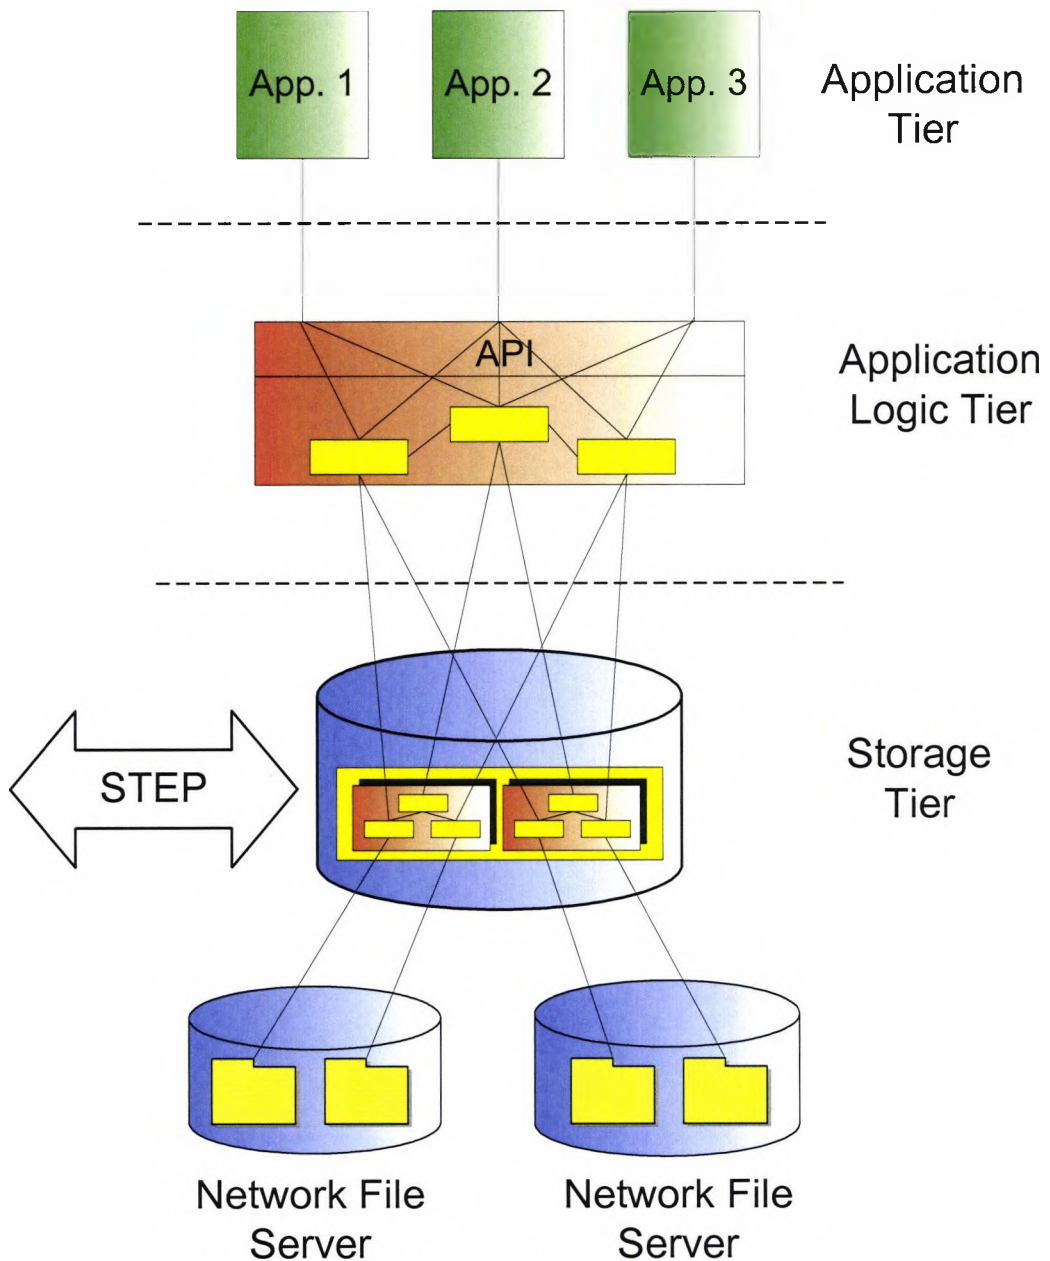 App. 1
App. 2
App. 3
Application
Tier
API
Application
Logic Tier
STEP
Storage
Tier
Network File
Server
Network File
Server